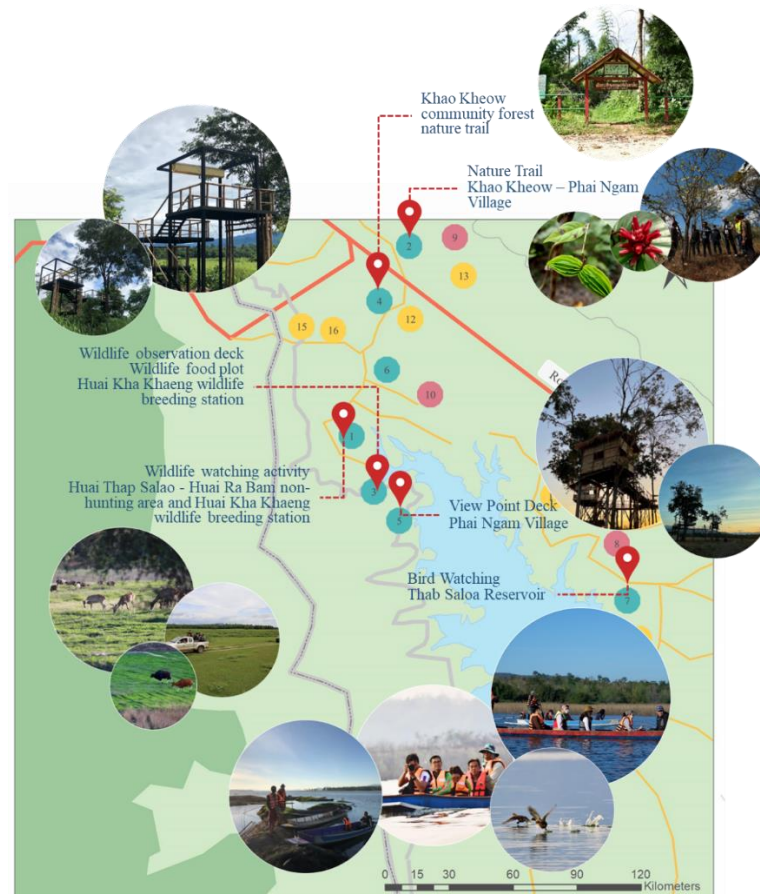 Khao Kheow
community forest
nature trail
Nature Trail
Khao Kheow – Phai Ngam
Village
2
9
13
4
12
15
16
Wildlife observation deck
Wildlife food plot
Huai Kha Khaeng wildlife
breeding station
6
10
1
Wildlife watching activity
Huai Thap Salao - Huai Ra Bam non-
hunting area and Huai Kha Khaeng
wildlife breeding station
3
5
View Point Deck
Phai Ngam Village
8
Bird Watching
Thab Saloa Reservoir
7
0 15 30 60 90 120
Kilometers